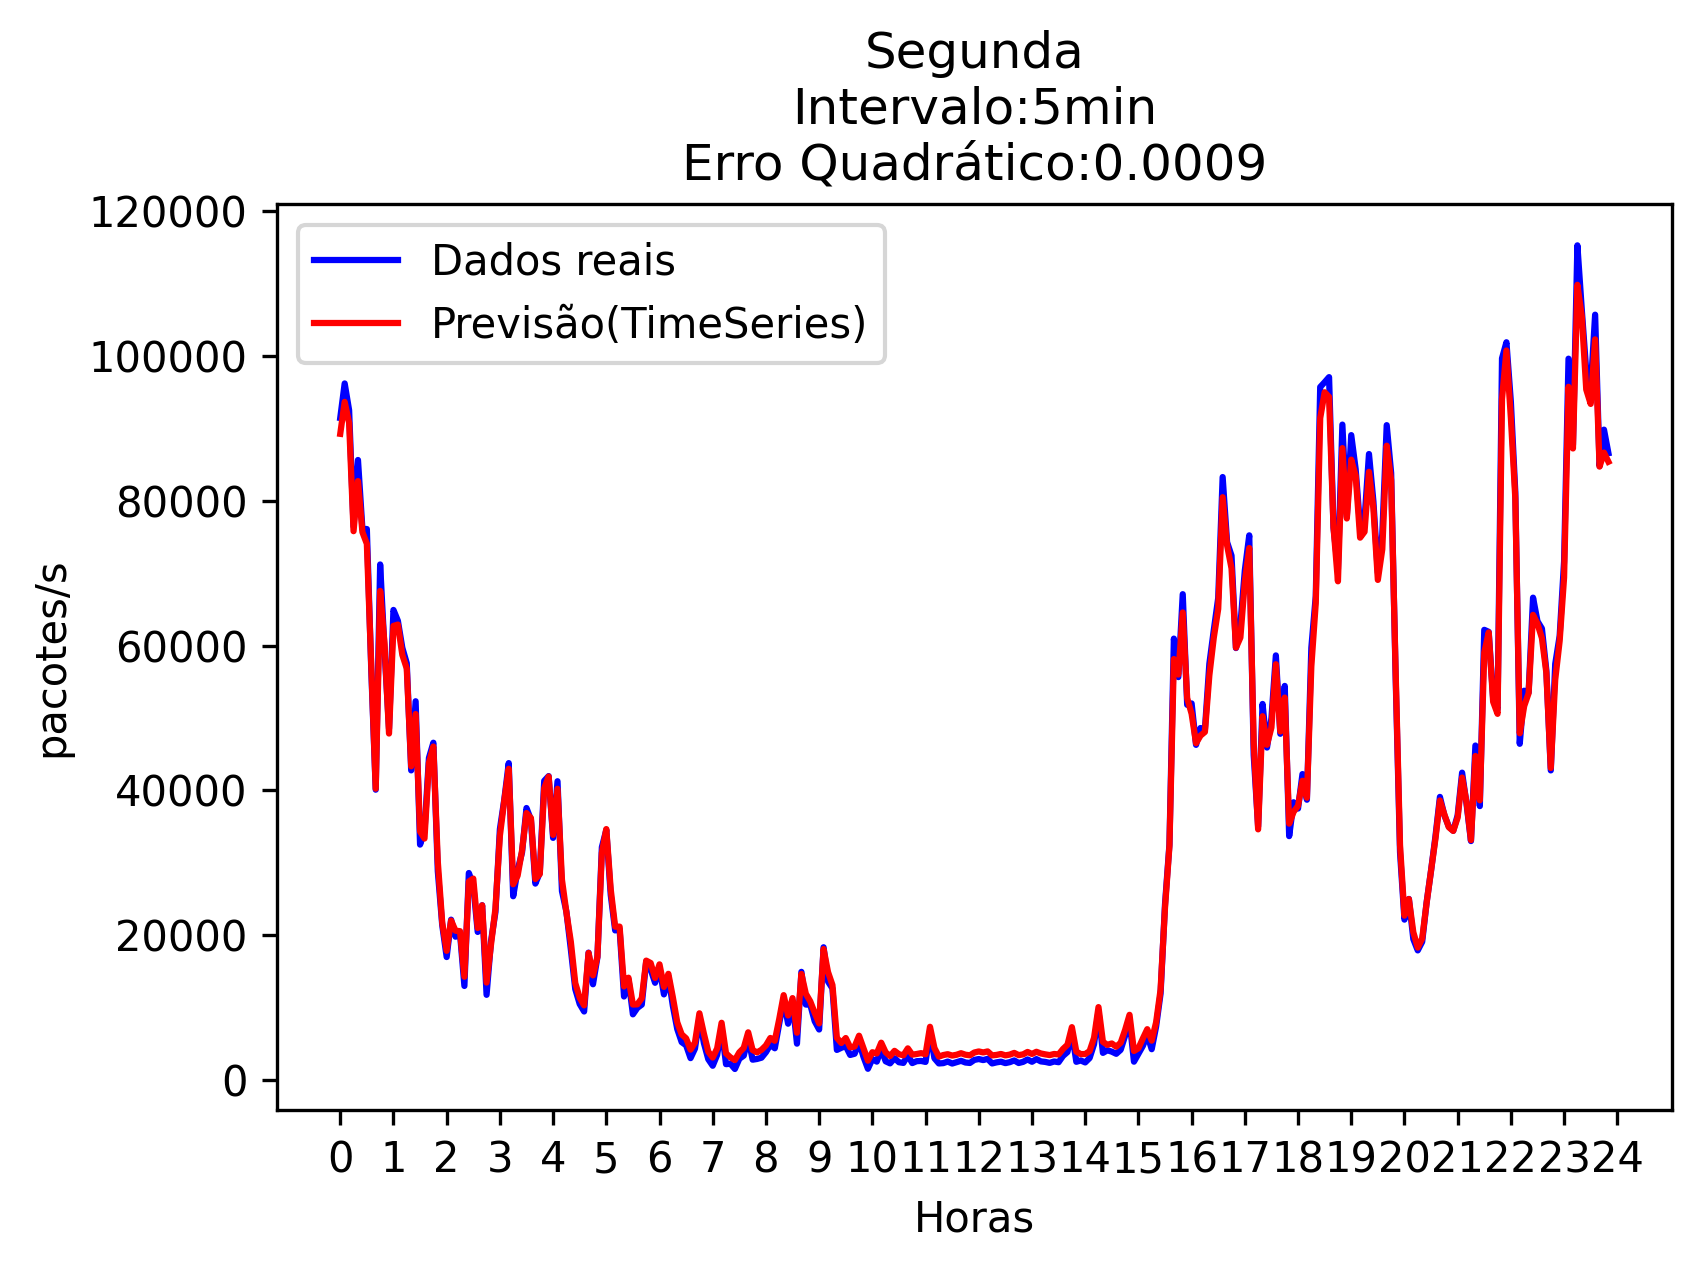 Segunda
Intervalo:5min
Erro Quadrático:0.0009
120000
100000
80000
60000
40000
20000
0
pacotes/s
Dados reais
Previsão(TimeSeries)
0 1 2 3 4 5 6 7 8 9 10 11 12 13 14 15 16 17 18 19 20 21 22 23 24
Horas